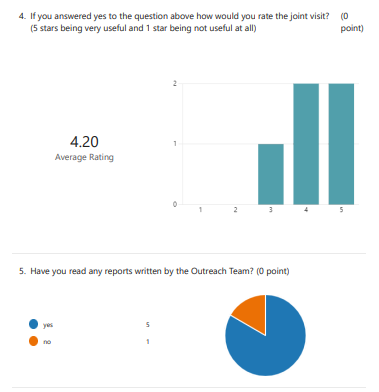 4. If you answered yes to the question above how would you rate the joint visit? (0
(5 stars being very useful and 1 star being not useful at all) point)
2
4.20
1
Average Rating
0
1 2 3 4 5
5. Have you read any reports written by the Outreach Team? (0 point)
yes 5
no 1